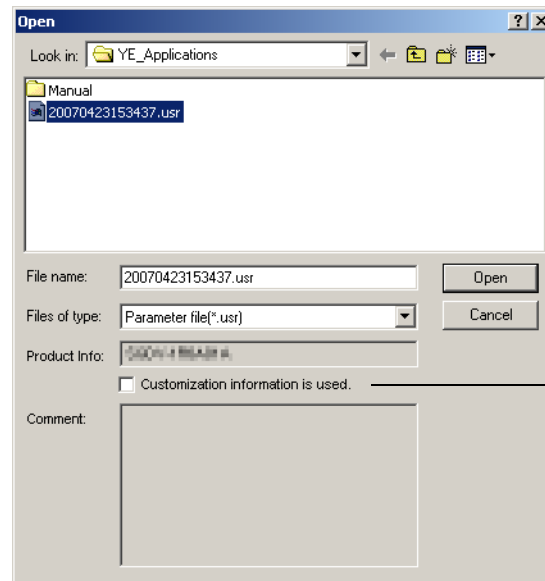 Open
Look in: YE_Applications
Manual
20070423153437.usr
File name: 20070423153437.usr Open
Files of type: Parameter file(*.usr) Cancel
Product Info:
Customization information is used.
Comment: